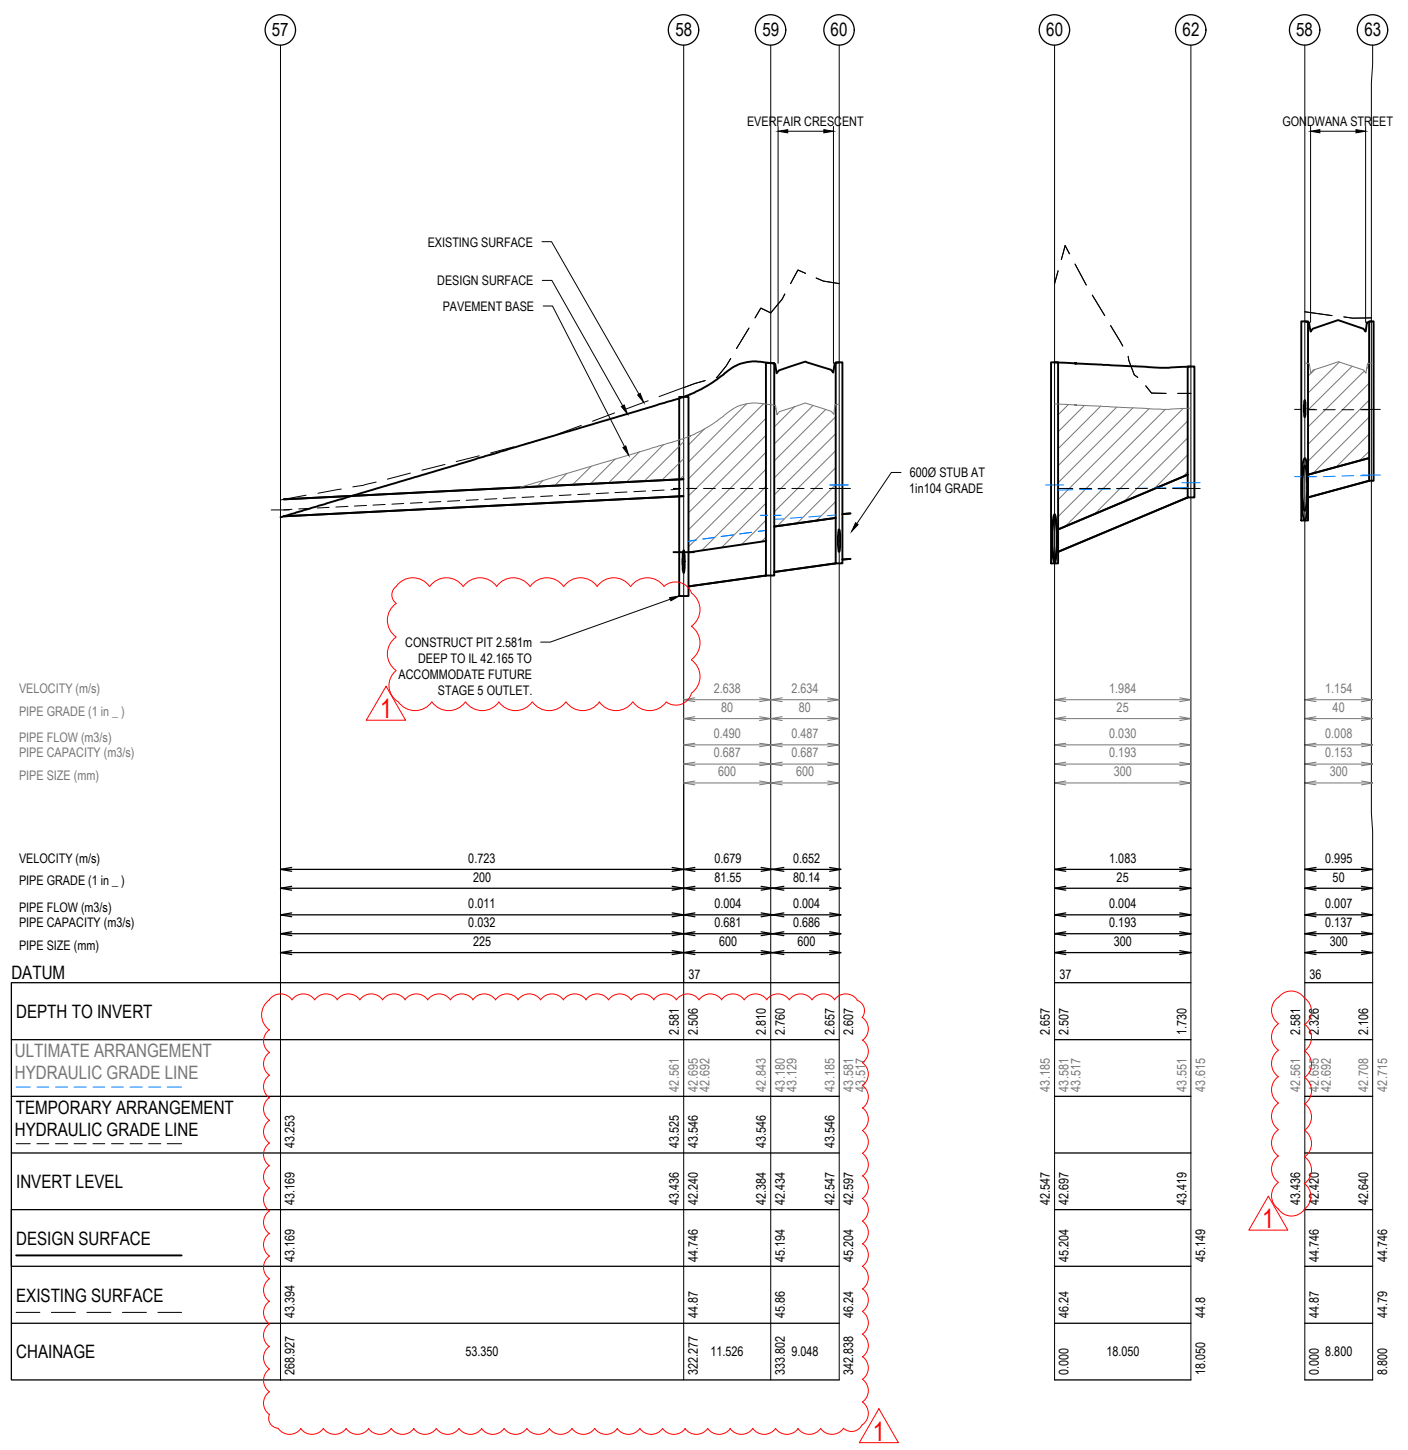 57 58 59 60 60 62 58 63
EVERFAIR CRESCENT
GONDWANA STREET
EXISTING SURFACE
DESIGN SURFACE
PAVEMENT BASE
600Ø STUB AT
1in104 GRADE
CONSTRUCT PIT 2.581m
DEEP TO IL 42.165 TO
ACCOMMODATE FUTURE
STAGE 5 OUTLET.
1
VELOCITY (m/s) 2.638 2.634 1.984 1.154
PIPE GRADE (1 in _ ) 80 80 25 40
PIPE FLOW (m3/s) 0.490 0.487 0.030 0.008
PIPE CAPACITY (m3/s) 0.687 0.687 0.193 0.153
PIPE SIZE (mm) 600 600 300 300
VELOCITY (m/s) 0.723 0.679 0.652 1.083 0.995
PIPE GRADE (1 in _ ) 200 81.55 80.14 25 50
PIPE FLOW (m3/s) 0.011 0.004 0.004 0.004 0.007
PIPE CAPACITY (m3/s) 0.032 0.681 0.686 0.193 0.137
PIPE SIZE (mm) 225 600 600 300 300
DATUM 37 37 36
DEPTH TO INVERT 2.581 2.506 2.810 2.760 2.657 2.607 2.657 2.507 1.730 2.581 2.326 2.106
ULTIMATE ARRANGEMENT
HYDRAULIC GRADE LINE 42.561 42.695 42.692 42.843 43.180 43.129 43.185 43.581 43.517 43.185 43.581 43.517 43.551 43.615 42.561 42.695 42.692 42.708 42.715
TEMPORARY ARRANGEMENT
HYDRAULIC GRADE LINE 43.253 43.525 43.546 43.546 43.546
INVERT LEVEL 43.169 43.436 42.240 42.384 42.434 42.547 42.597 42.547 42.697 43.419 43.436 42.420 42.640
1
DESIGN SURFACE 43.169 44.746 45.194 45.204 45.204 45.149 44.746 44.746
EXISTING SURFACE 43.394 44.87 45.86 46.24 46.24 44.8 44.87 44.79
CHAINAGE 268.927 53.350 322.277 11.526 333.802 9.048 342.838 0.000 18.050 18.050 0.000 8.800 8.800
1